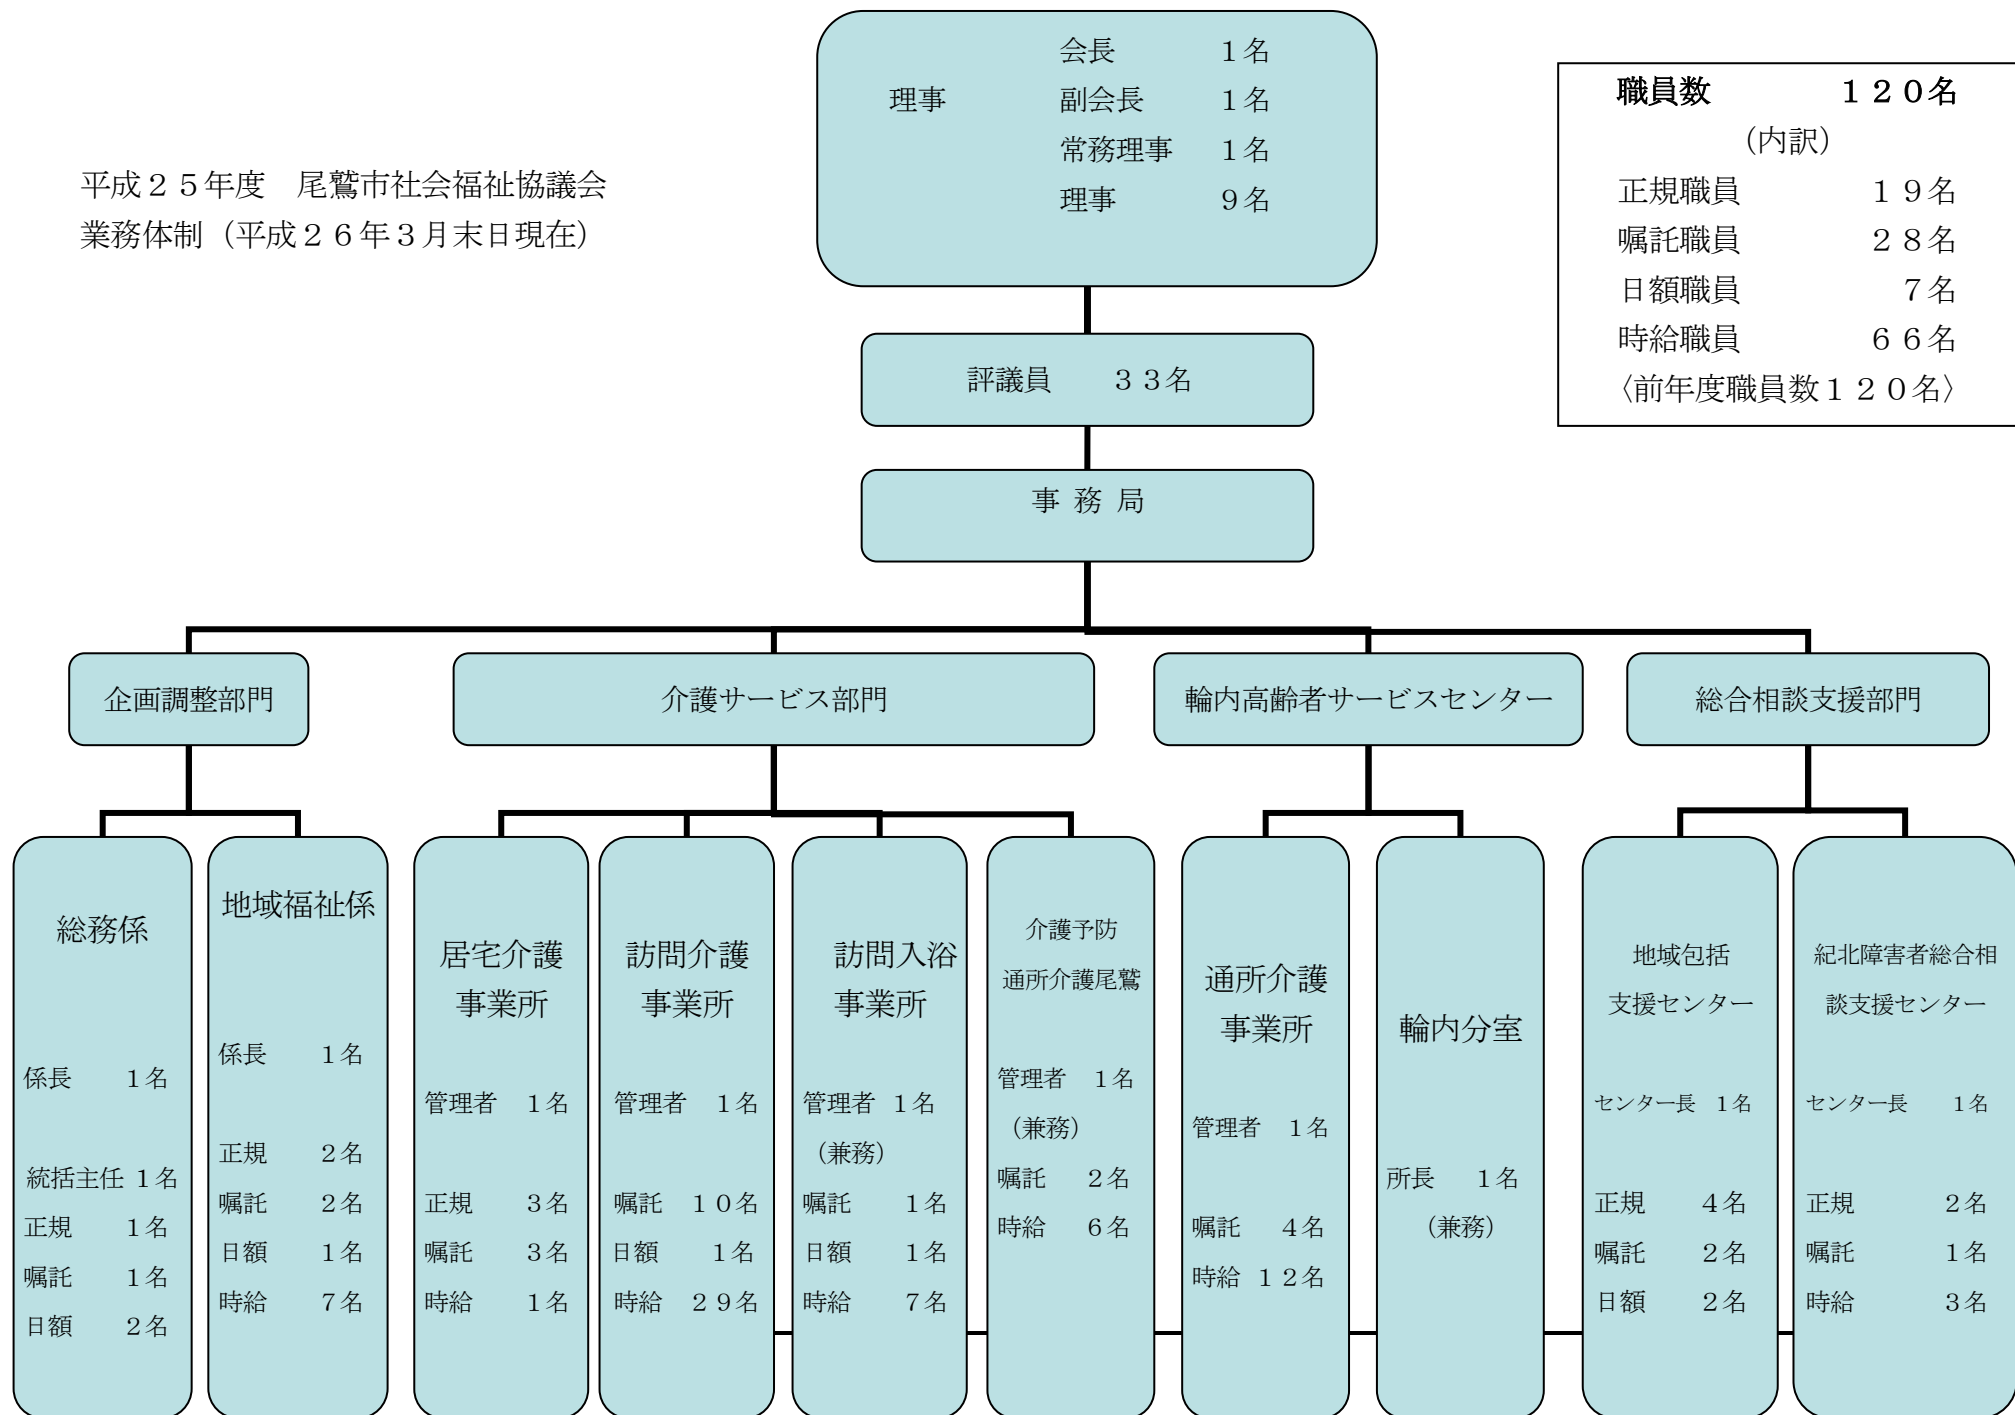 会長　１名
理事　副会長　１名
常務理事　１名
理事　９名
平成２５年度　尾鷲市社会福祉協議会
業務体制（平成２６年３月末日現在）
職員数　１２０名
（内訳）
正規職員　１９名
嘱託職員　２８名
日額職員　７名
時給職員　６６名
〈前年度職員数１２０名〉
評議員　３３名
事 務 局
企画調整部門
介護サービス部門
輪内高齢者サービスセンター
総合相談支援部門
総務係
係長　１名
統括主任 １名
正規　１名
嘱託　１名
日額　２名
地域福祉係
係長　１名
正規　２名
嘱託　２名
日額　１名
時給　７名
居宅介護
事業所
管理者　１名
正規　３名
嘱託　３名
時給　１名
訪問介護
事業所
管理者　１名
嘱託　１０名
日額　１名
時給　２９名
訪問入浴
事業所
管理者 １名
（兼務）
嘱託　１名
日額　１名
時給　７名
介護予防
通所介護尾鷲
管理者　１名
（兼務）
嘱託　２名
時給　６名
通所介護
事業所
管理者　１名
嘱託　４名
時給 １２名
輪内分室
所長　１名
（兼務）
地域包括
支援センター
センター長　１名
正規　４名
嘱託　２名
日額　２名
紀北障害者総合相
談支援センター
センター長　１名
正規　２名
嘱託　１名
時給　３名